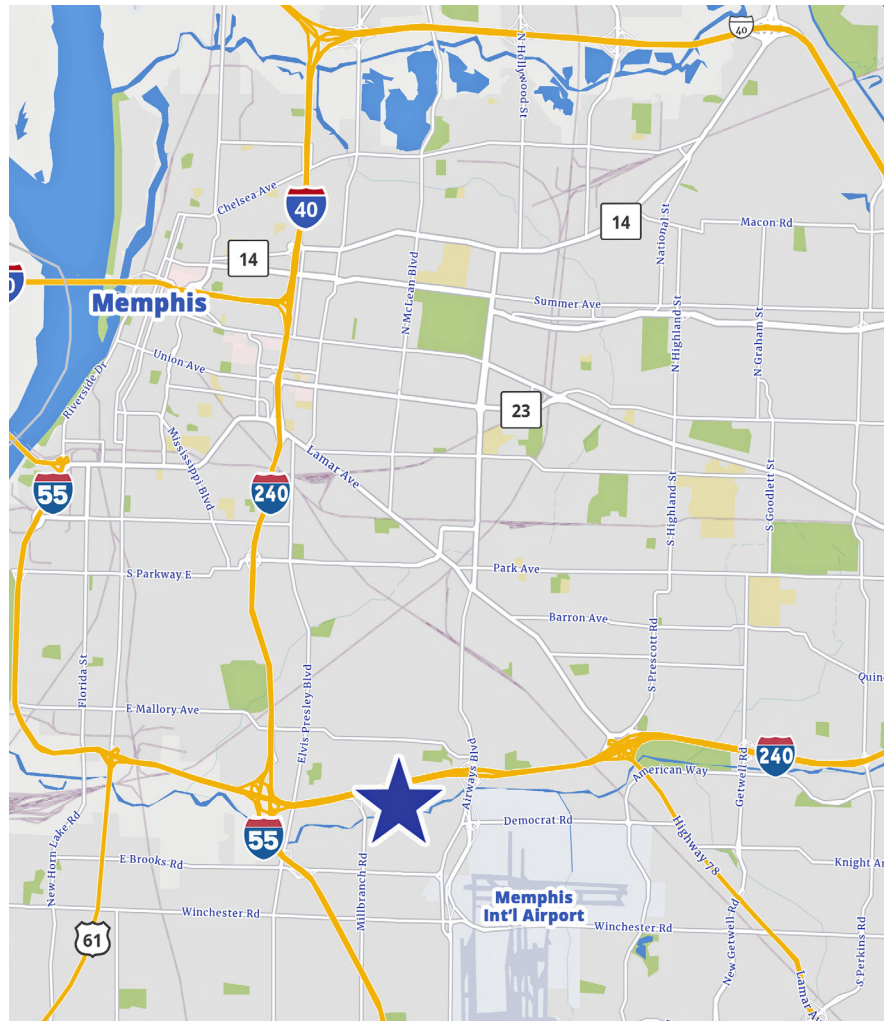 40
N Hollywood St
Chelsea Ave
40
14
14
National St
Macon Rd
N McLean Blvd
Memphis
Summer Ave
N Highland St
N Graham St
Union Ave
Riverside Dr
23
Mississippi Blvd
Lamar Ave
55
240
S Highland St
S Goodlett St
S Parkway E
Park Ave
Barron Ave
S Prescott Rd
Florida St
Elvis Presley Blvd
E Mallory Ave
Airways Blvd
American Way
Getwell Rd
240
New Horn Lake Rd
55
E Brooks Rd
Millbranch Rd
Democrat Rd
Highway 78
Winchester Rd
Memphis
Int'l Airport
Winchester Rd
61
New Getwell Rd
S Perkins Rd